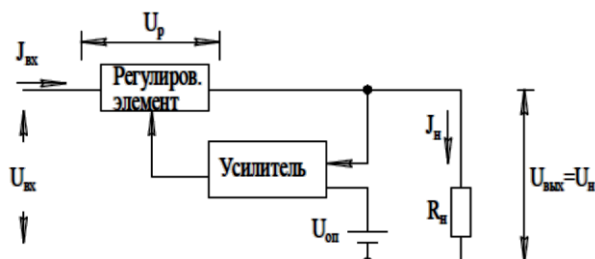 Uр
Jвх
Регулиров.
элемент
Усилитель
Jн
Uвх
Uвых=Uн
Rн
Uоп